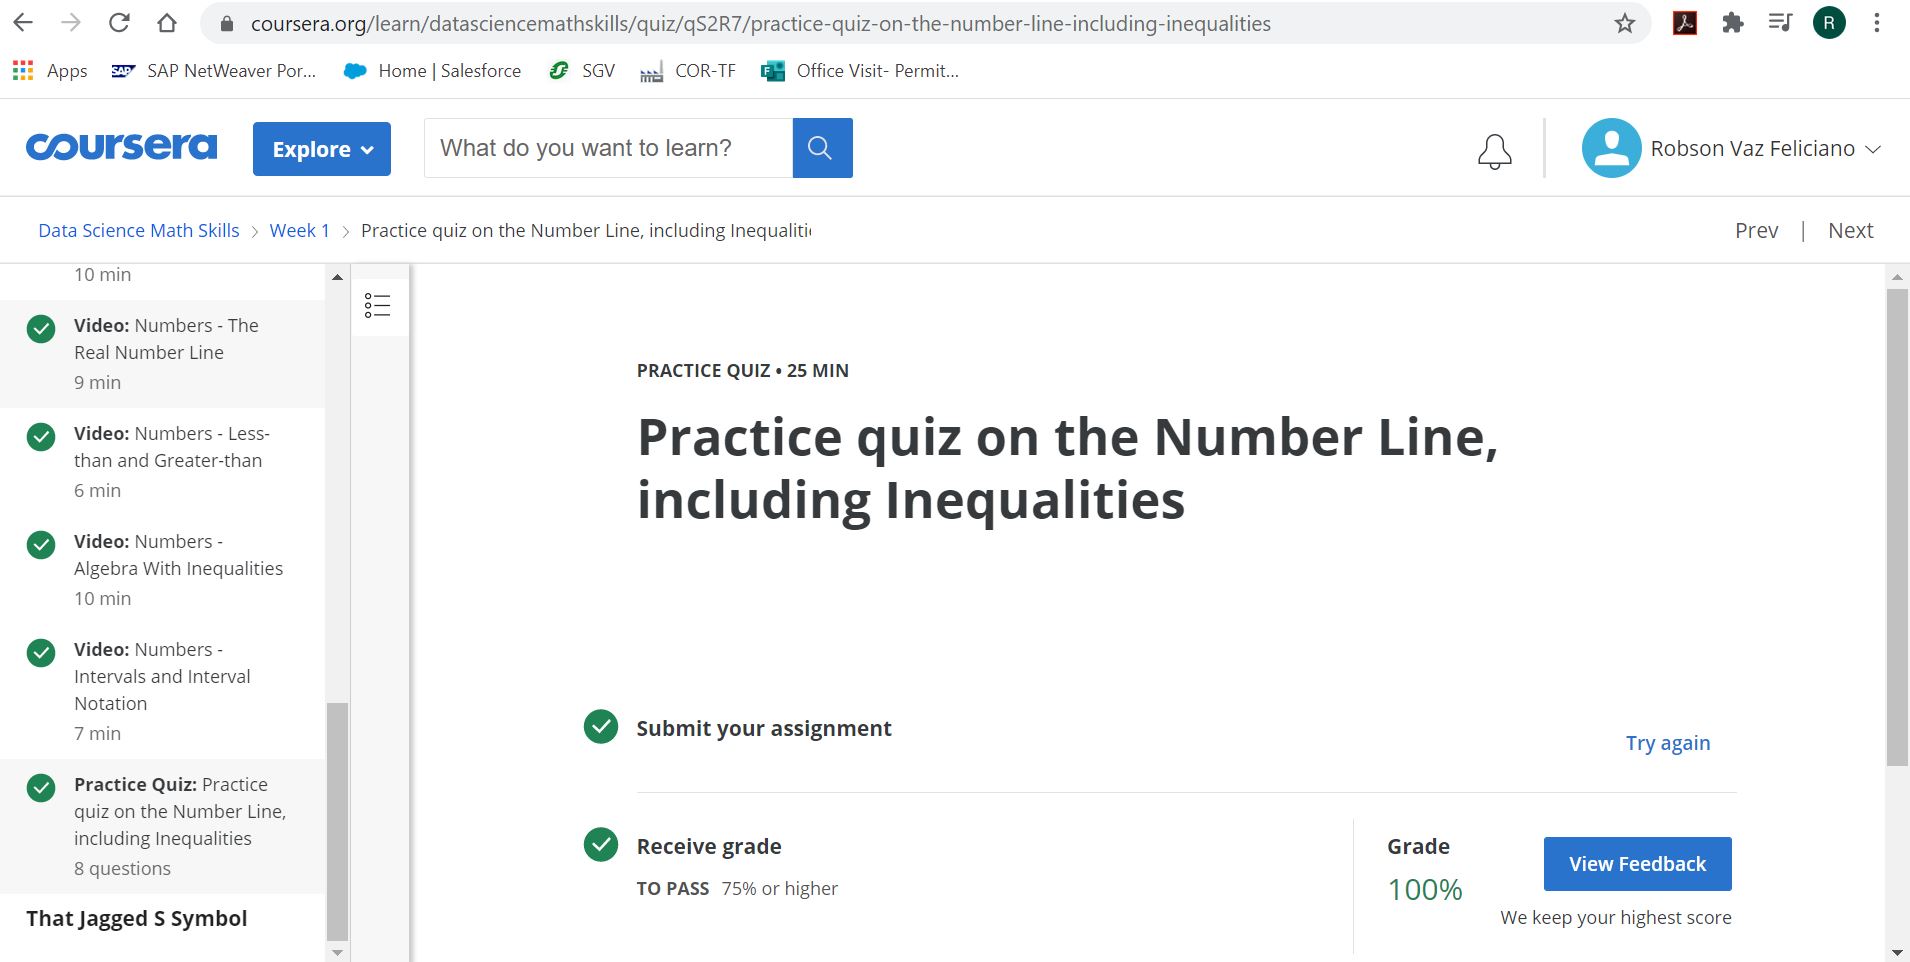 coursera.org/learn/datasciencemathskills/quiz/qS2R7/practice-quiz-on-the-number-line-including-inequalities
R
Apps SAP SAP NetWeaver Por... Home | Salesforce SGV COR-TF Office Visit- Permit...
coursera Explore What do you want to learn? Robson Vaz Feliciano
Data Science Math Skills > Week 1 > Practice quiz on the Number Line, including Inequaliti
Prev | Next
10 min
Video: Numbers - The
Real Number Line
9 min
Video: Numbers - Less-
than and Greater-than
6 min
Video: Numbers -
Algebra With Inequalities
10 min
Video: Numbers -
Intervals and Interval
Notation
7 min
Practice Quiz: Practice
quiz on the Number Line,
including Inequalities
8 questions
That Jagged S Symbol
PRACTICE QUIZ • 25 MIN
Practice quiz on the Number Line,
including Inequalities
Submit your assignment
Try again
Receive grade
TO PASS 75% or higher
Grade
100%
View Feedback
We keep your highest score